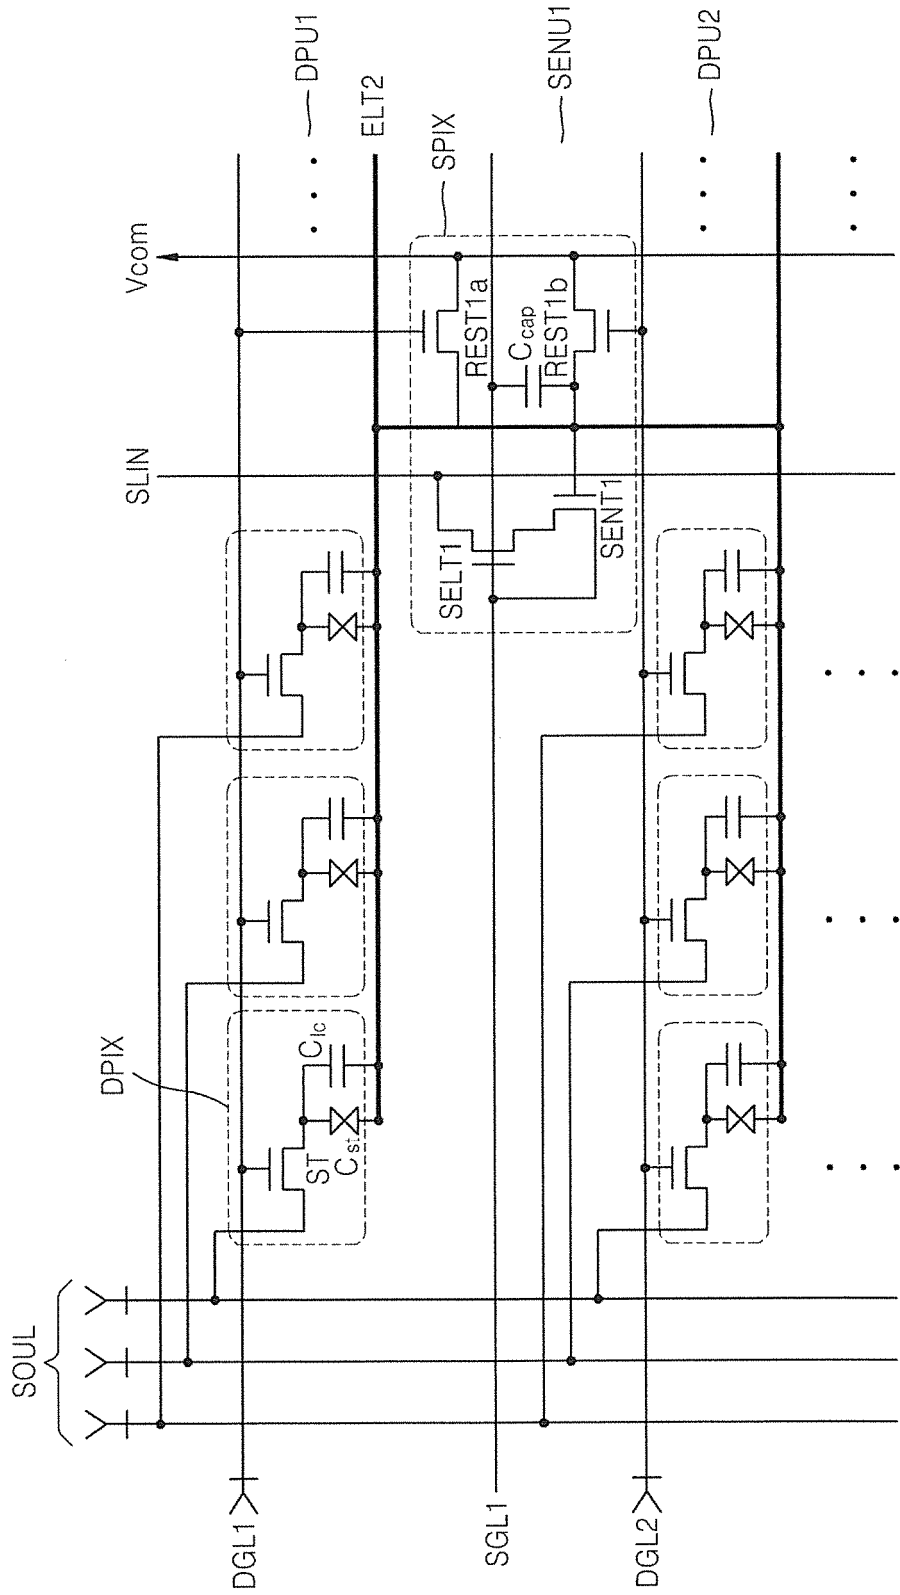 DPU1
ELT2
SPIX
SENU1
DPU2
Vcom
REST1a
Ccap
REST1b
SLIN
SELT1
SENT1
DPIX
Clc
ST
Cst
SOUL
DGL1
SGL1
DGL2